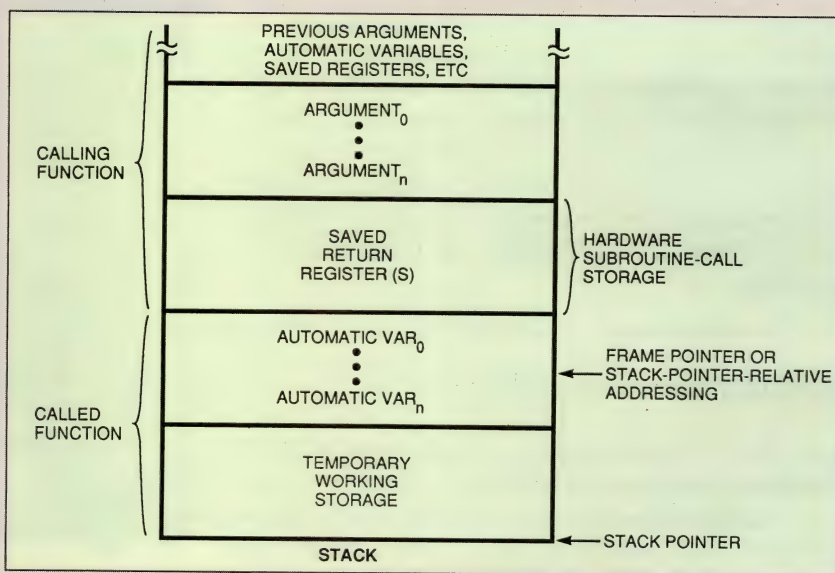 PREVIOUS ARGUMENTS,
AUTOMATIC VARIABLES,
SAVED REGISTERS, ETC
ARGUMENT0
ARGUMENTn
CALLING
FUNCTION
SAVED
RETURN
REGISTER (S)
HARDWARE
SUBROUTINE-CALL
STORAGE
AUTOMATIC VAR0
AUTOMATIC VARn
FRAME POINTER OR
STACK-POINTER-RELATIVE
ADDRESSING
CALLED
FUNCTION
TEMPORARY
WORKING
STORAGE
STACK POINTER
STACK